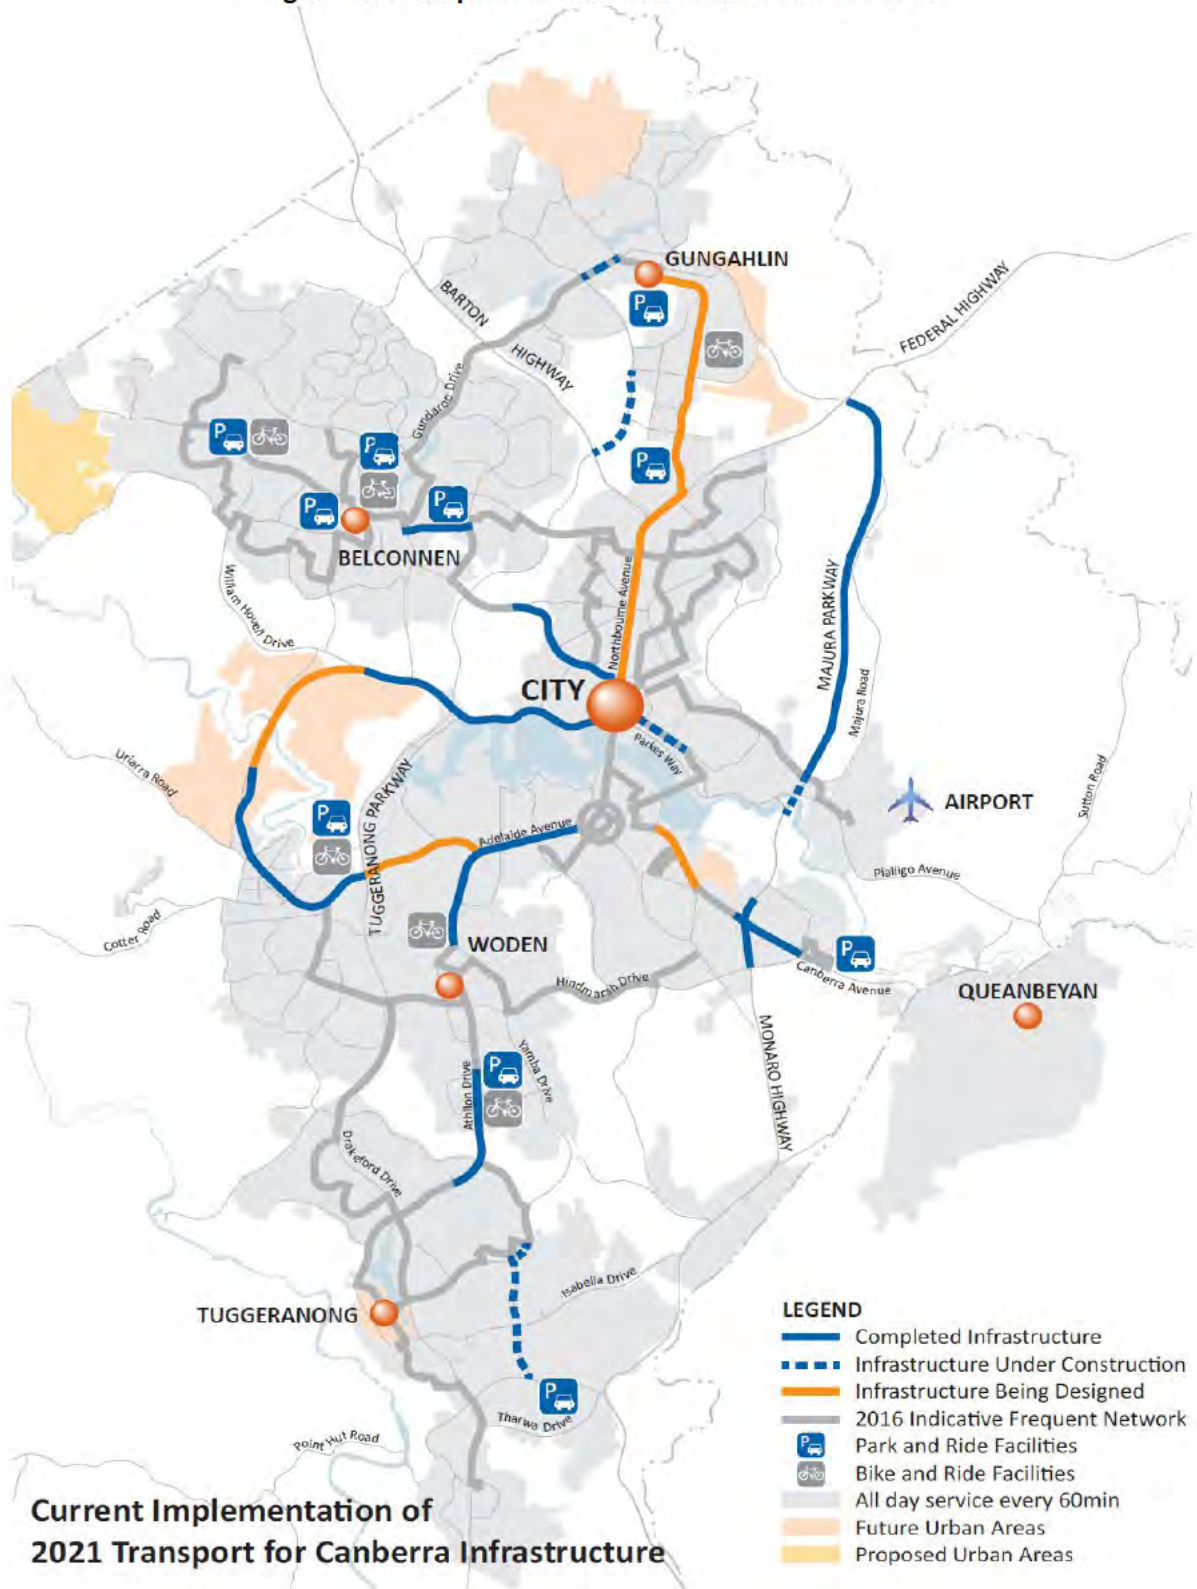 GUNGAHLIN
BARTON
HIGHWAY
FEDERAL HIGHWAY
Gundaroo Drive
P
P
P
P
P
P
BELCONNEN
William Hovell Drive
Northbourne Avenue
MAJURA PARKWAY
Majura Road
CITY
Parkes Way
Uriarra Road
TUGGERANONG PARKWAY
Sutton Road
AIRPORT
P
Adelaide Avenue
Pialligo Avenue
Cotter Road
WODEN
P
Hindmarsh Drive
Canberra Avenue
QUEANBEYAN
MONARO HIGHWAY
Yamba Drive
P
Athllon Drive
Drakeford Drive
Isabella Drive
TUGGERANONG
P
Tharwa Drive
Point Hut Road
LEGEND
Completed Infrastructure
Infrastructure Under Construction
Infrastructure Being Designed
2016 Indicative Frequent Network
P
Park and Ride Facilities
Bike and Ride Facilities
All day service every 60min
Future Urban Areas
Proposed Urban Areas
Current Implementation of
2021 Transport for Canberra Infrastructure